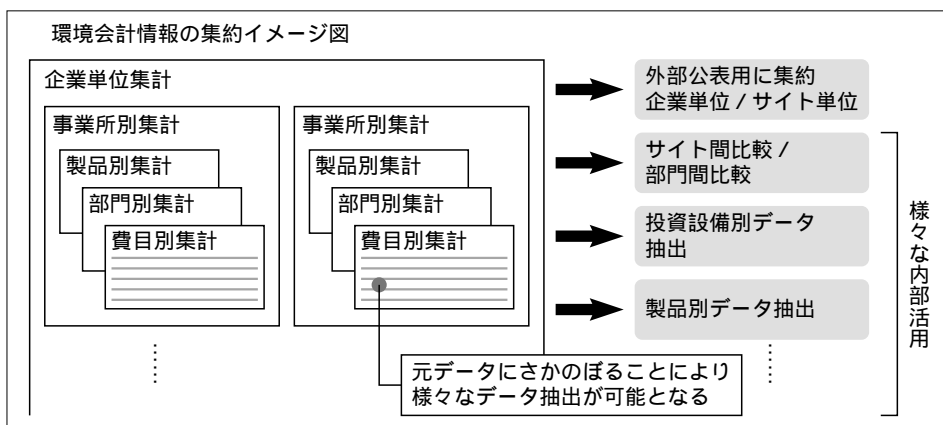 環境会計情報の集約イメージ図
企業単位集計
事業所別集計
製品別集計
部門別集計
費目別集計
事業所別集計
製品別集計
部門別集計
費目別集計
元データにさかのぼることにより
様々なデータ抽出が可能となる
外部公表用に集約
企業単位 / サイト単位
サイト間比較 /
部門間比較
投資設備別データ
抽出
製品別データ抽出
様々な内部活用